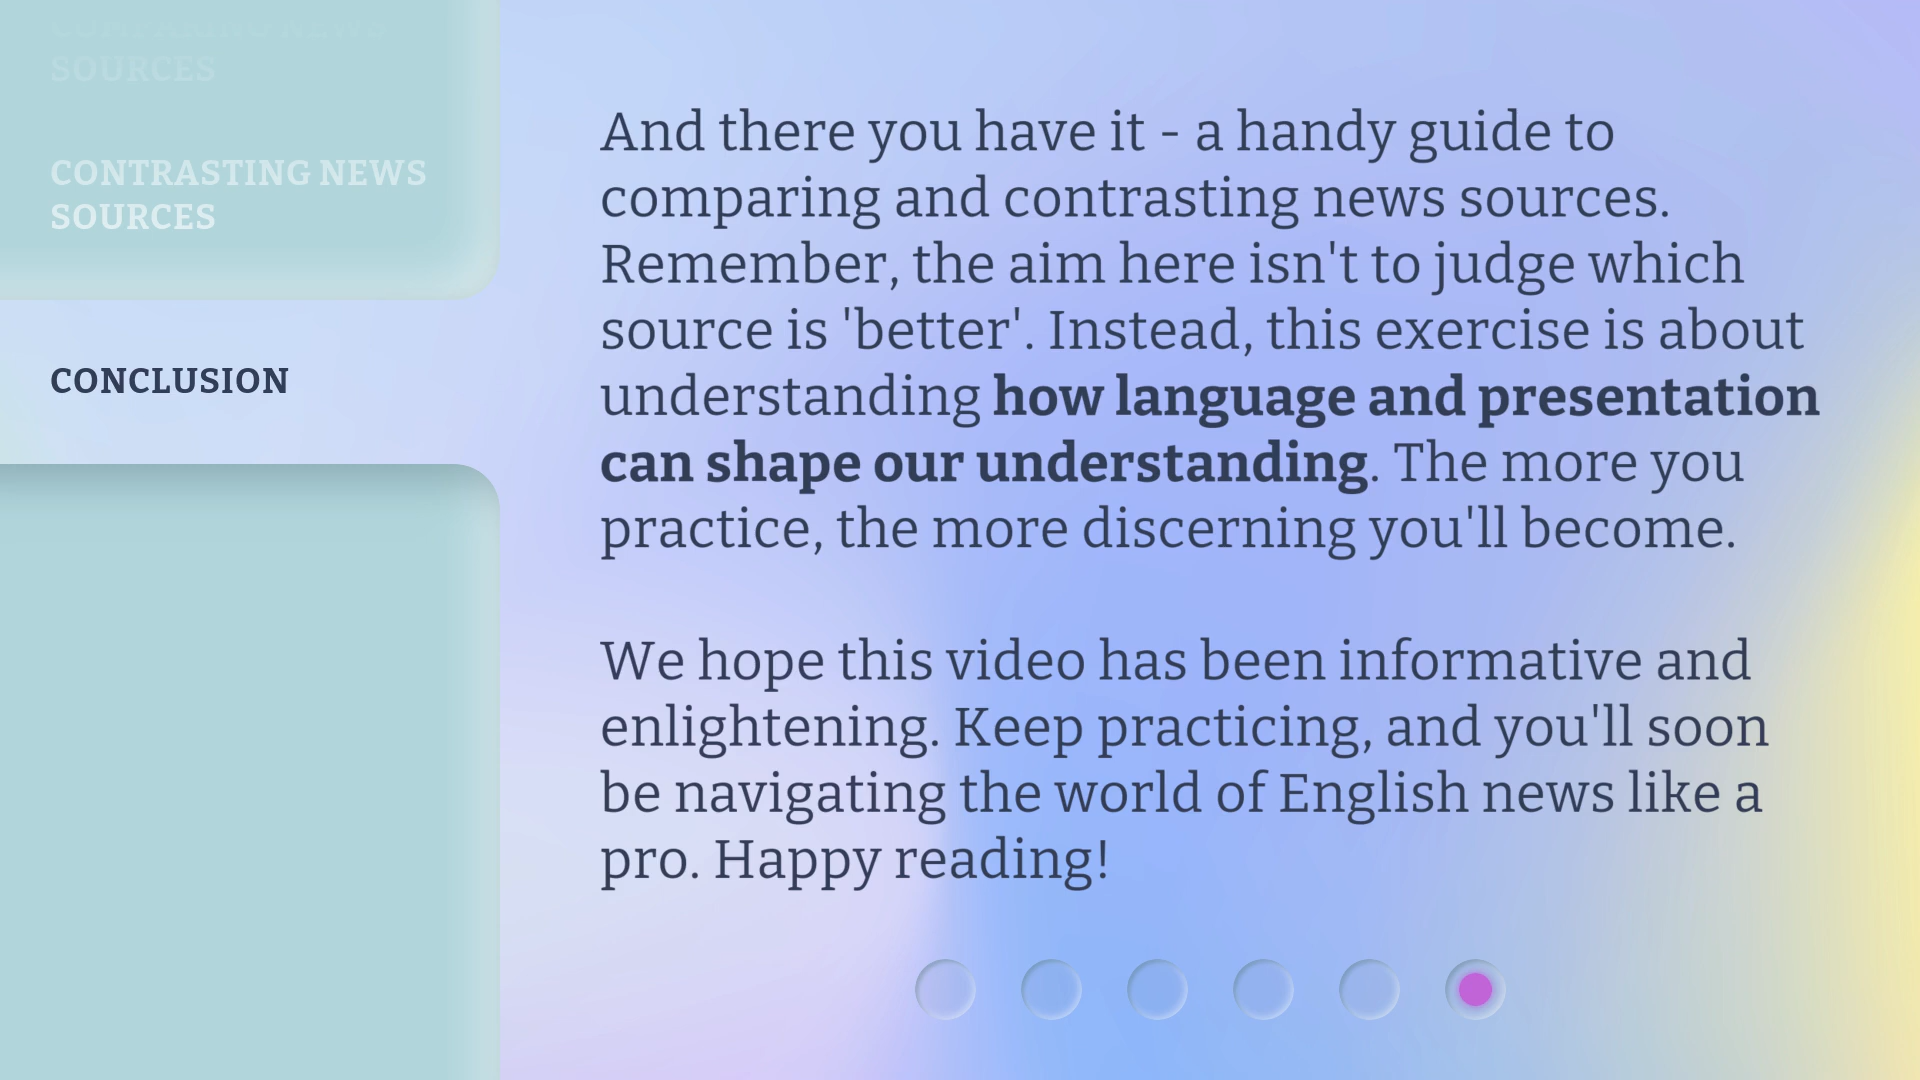 COMPARING NEWS
SOURCES
CONTRASTING NEWS
SOURCES
CONCLUSION
And there you have it - a handy guide to
comparing and contrasting news sources.
Remember, the aim here isn't to judge which
source is 'better'. Instead, this exercise is about
understanding how language and presentation
can shape our understanding. The more you
practice, the more discerning you'll become.
We hope this video has been informative and
enlightening. Keep practicing, and you'll soon
be navigating the world of English news like a
pro. Happy reading!